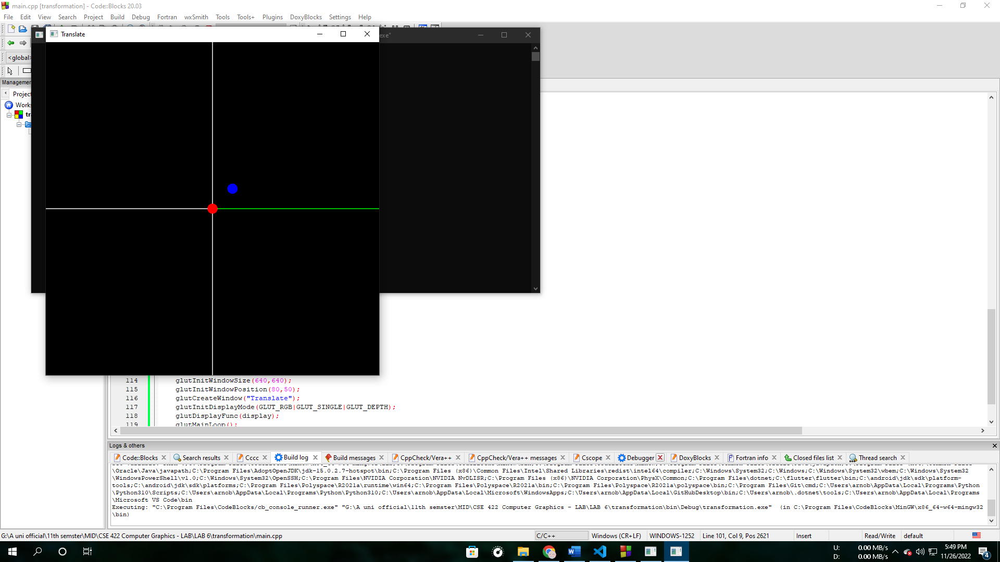 main.cpp [transformation] - Code::Blocks 20.03
File Edit View Search Project Build Debug Fortran wxSmith Tools Tools+ Plugins DoxyBlocks Settings Help
Translate
exe"
<global>
Managemen
Project
Works
tr
114 glutInitWindowSize(640,640);
115 glutInitWindowPosition(80,50);
116 glutCreateWindow("Translate");
117 glutInitDisplayMode(GLUT_RGB|GLUT_SINGLE|GLUT_DEPTH);
118 glutDisplayFunc(display);
119 glutMainLoop();
Logs & others
Code::Blocks Search results Cccc Build log Build messages CppCheck/Vera++ CppCheck/Vera++ messages Cscope Debugger DoxyBlocks Fortran info Closed files list Thread search
\Oracle\Java\javapath;C:\Program Files\AdoptOpenJDK\jdk-15.0.2.7-hotspot\bin;C:\Program Files (x86)\Common Files\Intel\Shared Libraries\redist\intel64\compiler;C:\Windows\System32;C:\Windows;C:\Windows\System32\wbem;C:\Windows\System32
\WindowsPowerShell\v1.0;C:\Windows\System32\OpenSSH;C:\Program Files\NVIDIA Corporation\NVIDIA NvDLISR;C:\Program Files (x86)\NVIDIA Corporation\PhysX\Common;C:\Program Files\dotnet;C:\flutter\flutter\bin;C:\android\jdk\sdk\platform-
tools;C:\android\jdk\sdk\platforms;C:\Program Files\Polyspace\R2021a\runtime\win64;C:\Program Files\Polyspace\R2021a\bin;C:\Program Files\Polyspace\R2021a\polyspace\bin;C:\Program Files\Git\cmd;C:\Users\arnob\AppData\Local\Programs\Python
\Python310\Scripts;C:\Users\arnob\AppData\Local\Programs\Python\Python310;C:\Users\arnob\AppData\Local\Microsoft\WindowsApps;C:\Users\arnob\AppData\Local\GitHubDesktop\bin;C:\Users\arnob\.dotnet\tools;C:\Users\arnob\AppData\Local\Programs
\Microsoft VS Code\bin
Executing: "C:\Program Files\CodeBlocks/cb_console_runner.exe" "G:\A uni official\11th semster\MID\CSE 422 Computer Graphics - LAB\LAB 6\transformation\bin\Debug\transformation.exe" (in C:\Program Files\CodeBlocks\MinGW\x86_64-w64-mingw32
\bin)
G:\A uni official\11th semster\MID\CSE 422 Computer Graphics - LAB\LAB 6\transformation\main.cpp C/C++ Windows (CR+LF) WINDOWS-1252 Line 101, Col 9, Pos 2621 Insert Read/Write default
U: 0.00 MB/s
D: 0.00 MB/s
5:49 PM
11/26/2022
4